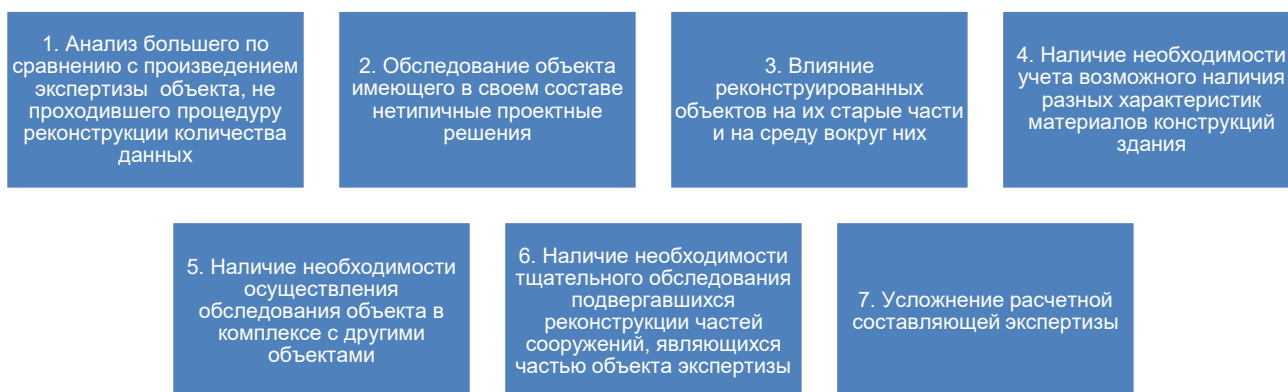 1. Анализ большего по
сравнению с произведением
экспертизы объекта, не
проходившего процедуру
реконструкции количества
данных
2. Обследование объекта
имеющего в своем составе
нетипичные проектные
решения
3. Влияние
реконструированных
объектов на их старые части
и на среду вокруг них
4. Наличие необходимости
учета возможного наличия
разных характеристик
материалов конструкций
здания
5. Наличие необходимости
осуществления
обследования объекта в
комплексе с другими
объектами
6. Наличие необходимости
тщательного обследования
подвергавшихся
реконструкции частей
сооружений, являющихся
частью объекта экспертизы
7. Усложнение расчетной
составляющей экспертизы